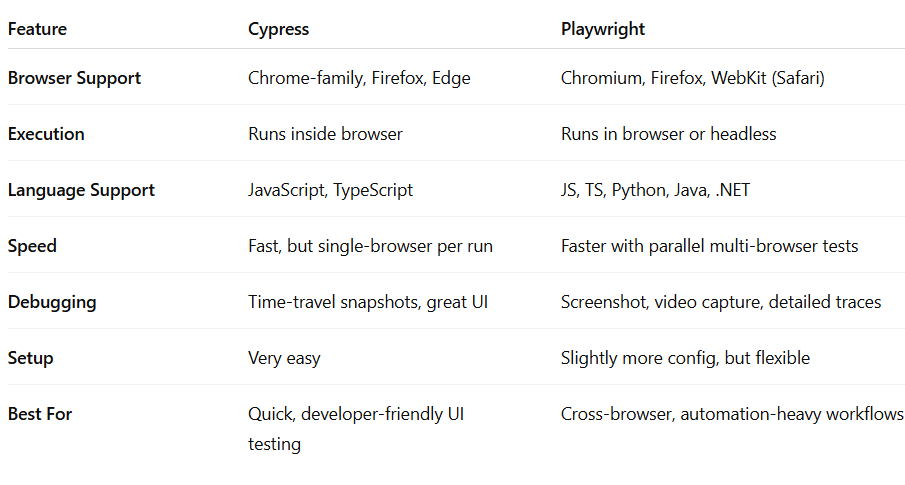 Feature Cypress Playwright
Browser Support Chrome-family, Firefox, Edge Chromium, Firefox, WebKit (Safari)
Execution Runs inside browser Runs in browser or headless
Language Support JavaScript, TypeScript JS, TS, Python, Java, .NET
Speed Fast, but single-browser per run Faster with parallel multi-browser tests
Debugging Time-travel snapshots, great UI Screenshot, video capture, detailed traces
Setup Very easy Slightly more config, but flexible
Best For Quick, developer-friendly UI Cross-browser, automation-heavy workflows
testing